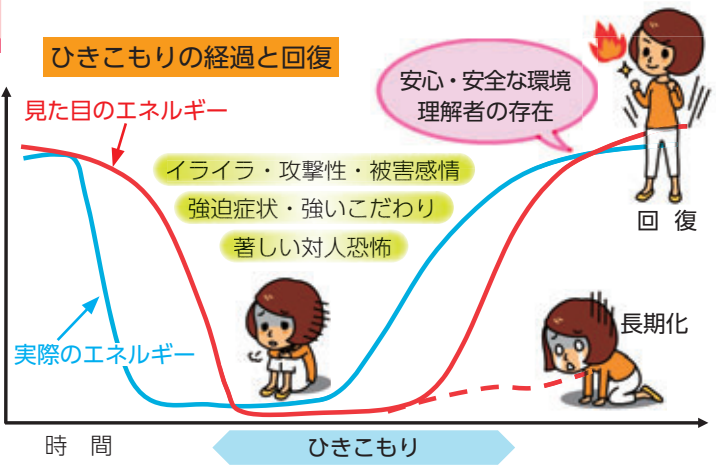 ひきこもりの経過と回復
見た目のエネルギー
安心・安全な環境
理解者の存在
イライラ・攻撃性・被害感情
強迫症状・強いこだわり
著しい対人恐怖
回 復
長期化
実際のエネルギー
時 間
ひきこもり